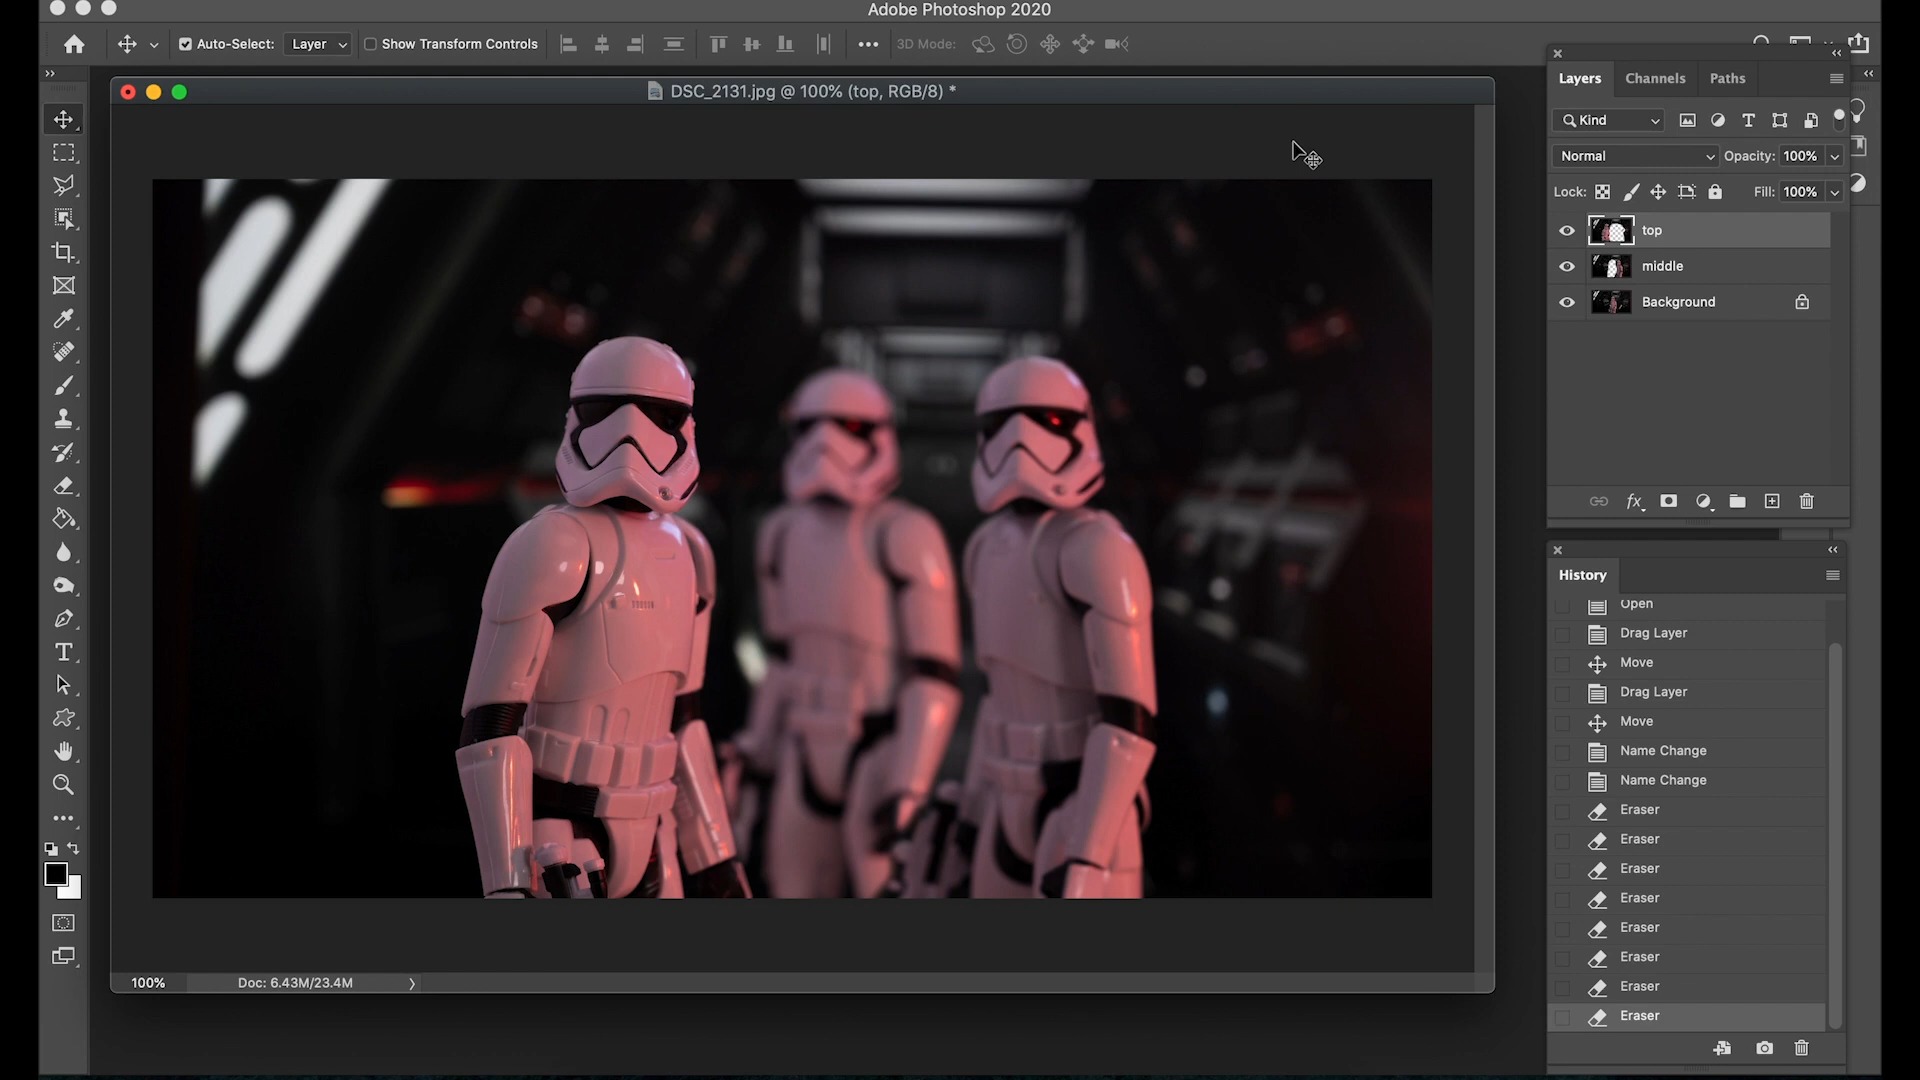 Adobe Photoshop 2020
Auto-Select: Layer Show Transform Controls 3D Mode:
DSC_2131.jpg @ 100% (top, RGB/8) *
Layers Channels Paths
Kind
Normal Opacity: 100%
Lock: Fill: 100%
top
middle
Background
fx
History
Open
Drag Layer
Move
Drag Layer
Move
Name Change
Name Change
Eraser
Eraser
Eraser
Eraser
Eraser
Eraser
Eraser
Eraser
100% Doc: 6.43M/23.4M